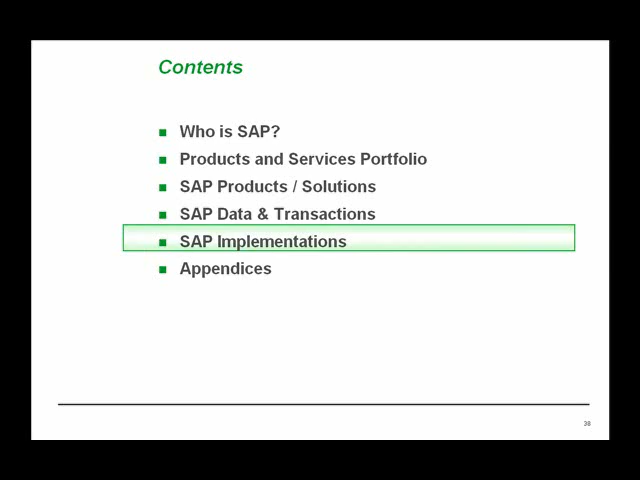 Contents
Who is SAP?
Products and Services Portfolio
SAP Products / Solutions
SAP Data & Transactions
SAP Implementations
Appendices
38